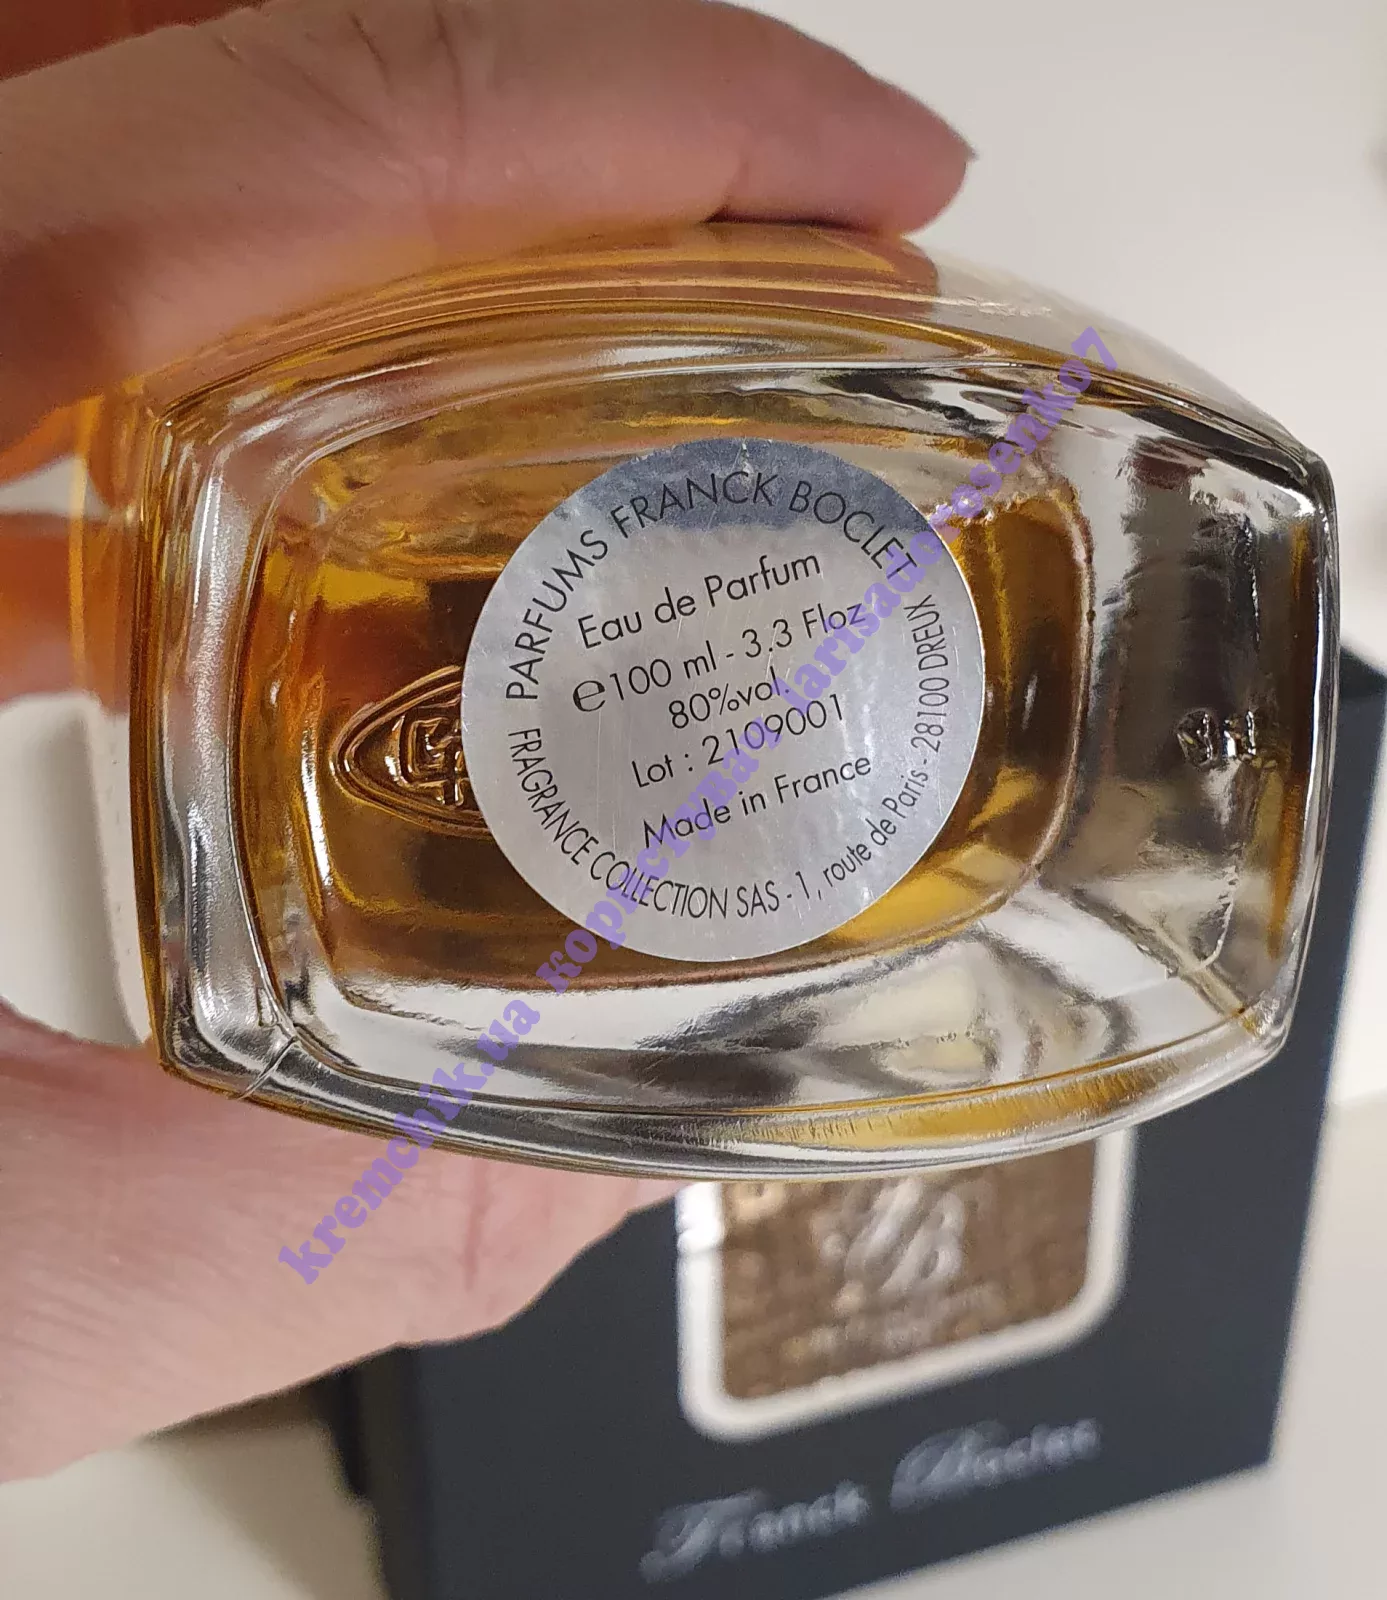 PARFUMS FRANCK BOCLET
Eau de Parfum
℮100 ml - 3.3 Floz
80%vol.
Lot : 2109001
Made in France
FRAGRANCE COLLECTION SAS - 1, route de Paris - 28100 DREUX
kremchik.ua користувач larisadorosenko07
Franck Boclet